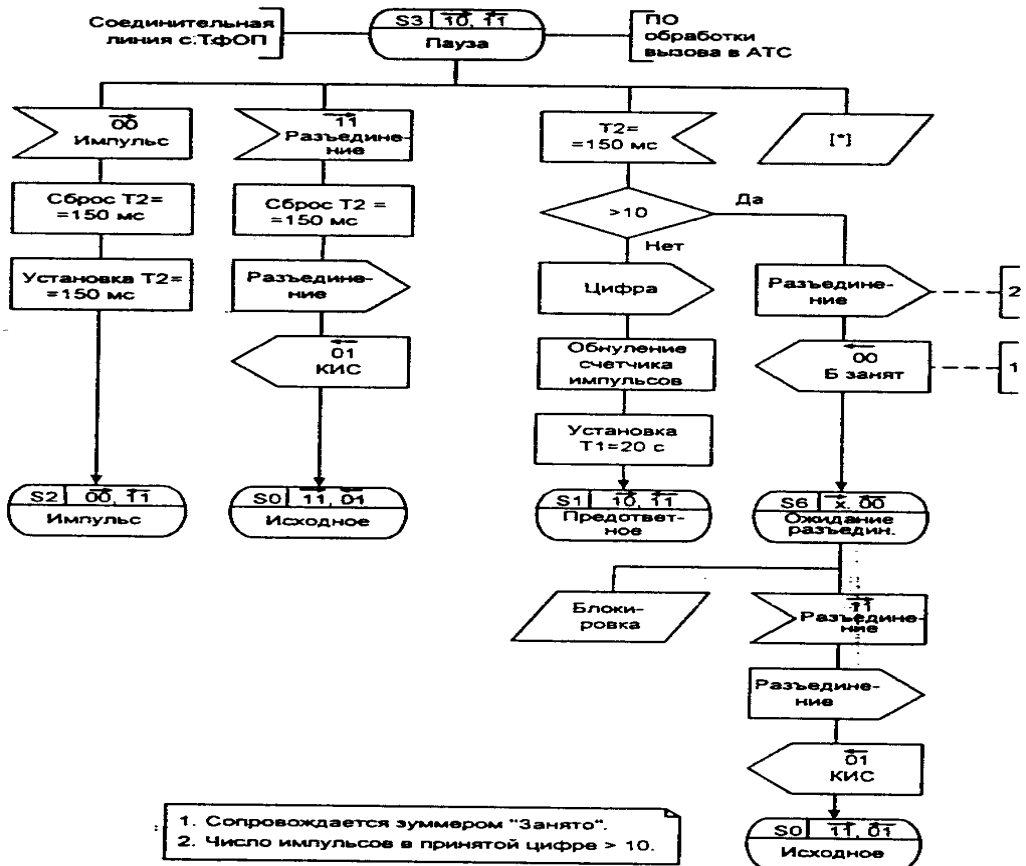 Соединительная
линия с ТфОП
S3 10, 11
Пауза
ПО
обработки
вызова в АТС
00
Импульс
11
Разъедине-
ние
T2=
=150 мс
[*]
Сброс T2=
=150 мс
Сброс T2 =
=150 мс
>10
Да
Нет
Установка T2=
=150 мс
Разъедине-
ние
Цифра
Разъедине-
ние
2
01
КИС
Обнуление
счетчика
импульсов
00
Б занят
1
Установка
T1=20 с
S2 00, 11
Импульс
S0 11, 01
Исходное
S1 10, 11
Предответ-
ное
S6 x. 00
Ожидание
разъедин.
Блоки-
ровка
11
Разъедине-
ние
Разъедине-
ние
01
КИС
S0 11, 01
Исходное
1. Сопровождается зуммером "Занято".
2. Число импульсов в принятой цифре > 10.